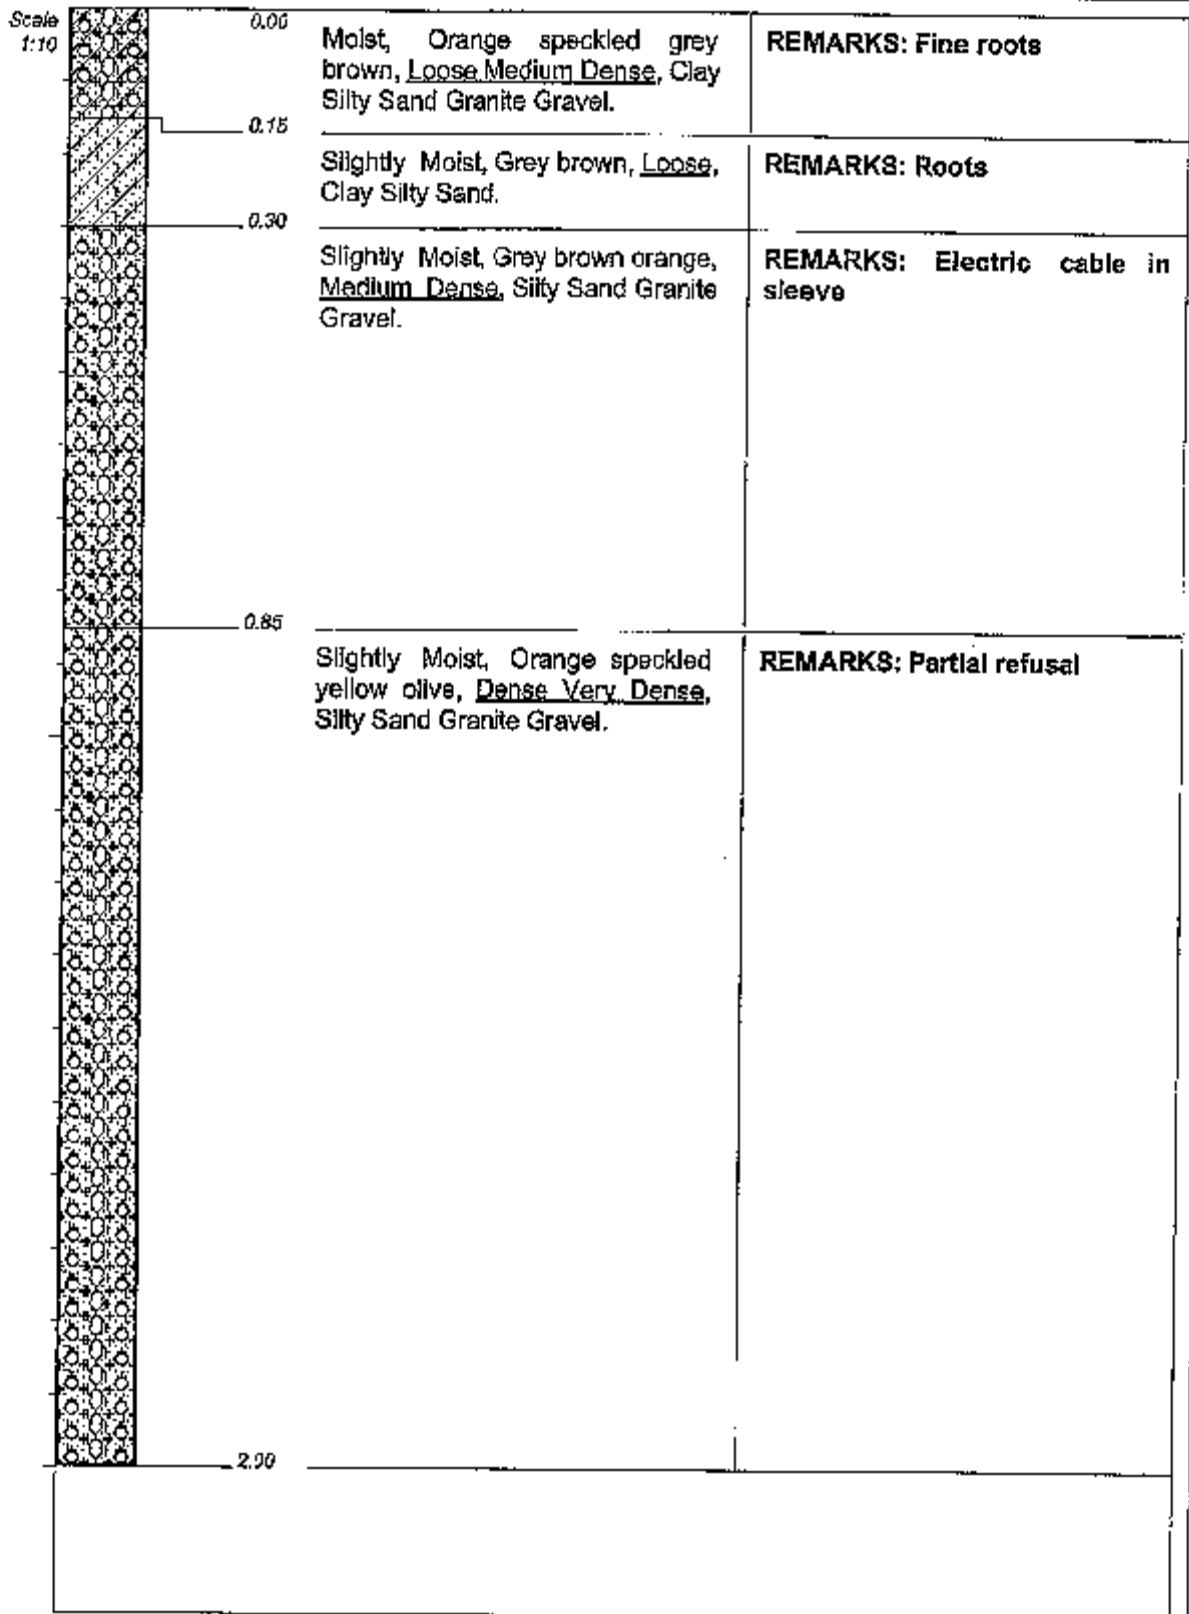 Scale
1:10
0.00
Moist, Orange speckled grey
brown, Loose Medium Dense, Clay
Silty Sand Granite Gravel.
REMARKS: Fine roots
0.15
Slightly Moist, Grey brown, Loose,
Clay Silty Sand.
REMARKS: Roots
0.30
Slightly Moist, Grey brown orange,
Medium Dense, Silty Sand Granite
Gravel.
REMARKS: Electric cable in
sleeve
0.85
Slightly Moist, Orange speckled
yellow olive, Dense Very Dense,
Silty Sand Granite Gravel.
REMARKS: Partial refusal
2.00